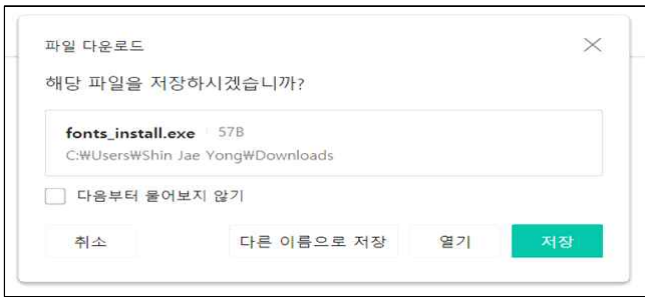 파일 다운로드
해당 파일을 저장하시겠습니까?
fonts_install.exe 57B
C:₩Users₩Shin Jae Yong₩Downloads
다음부터 물어보지 않기
취소 다른 이름으로 저장 열기 저장